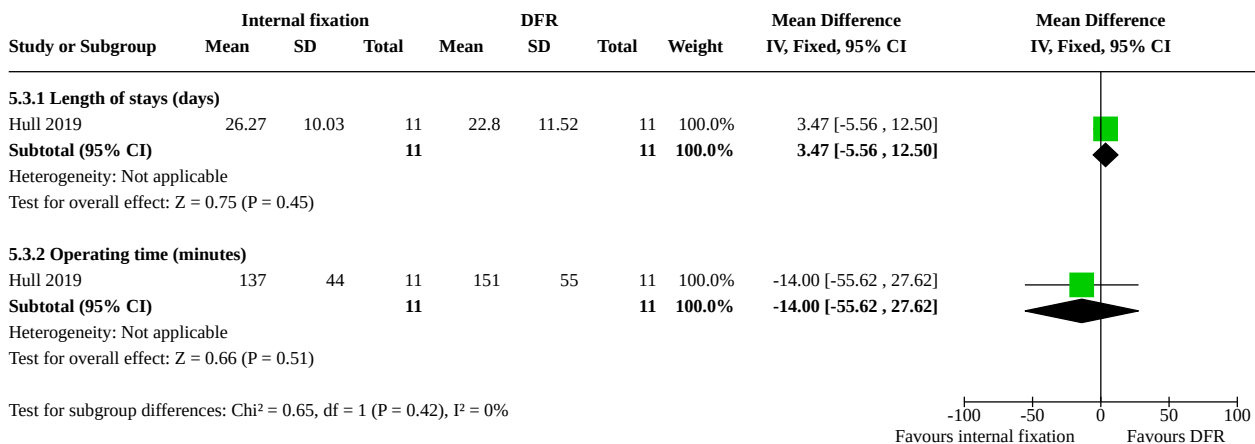 Internal fixation DFR Mean Difference Mean Difference
Study or Subgroup Mean SD Total Mean SD Total Weight IV, Fixed, 95% CI IV, Fixed, 95% CI
5.3.1 Length of stays (days)
Hull 2019 26.27 10.03 11 22.8 11.52 11 100.0% 3.47 [-5.56 , 12.50]
Subtotal (95% CI) 11 11 100.0% 3.47 [-5.56 , 12.50]
Heterogeneity: Not applicable
Test for overall effect: Z = 0.75 (P = 0.45)
5.3.2 Operating time (minutes)
Hull 2019 137 44 11 151 55 11 100.0% -14.00 [-55.62 , 27.62]
Subtotal (95% CI) 11 11 100.0% -14.00 [-55.62 , 27.62]
Heterogeneity: Not applicable
Test for overall effect: Z = 0.66 (P = 0.51)
Test for subgroup differences: Chi² = 0.65, df = 1 (P = 0.42), I² = 0%
-100 -50 0 50 100
Favours internal fixation Favours DFR